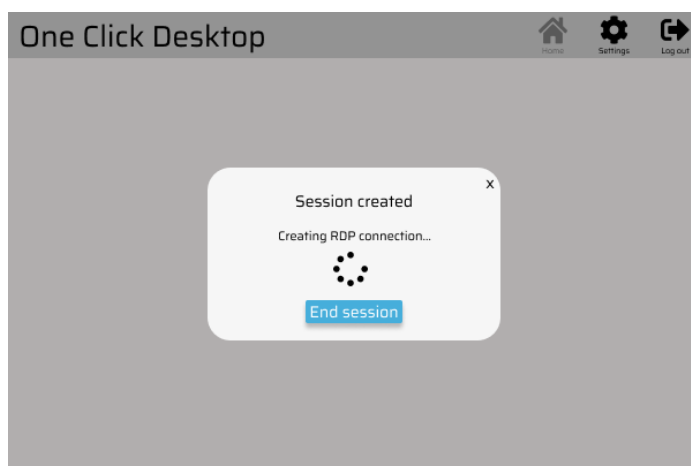 One Click Desktop
Home
Settings
Log out
x
Session created
Creating RDP connection...
End session